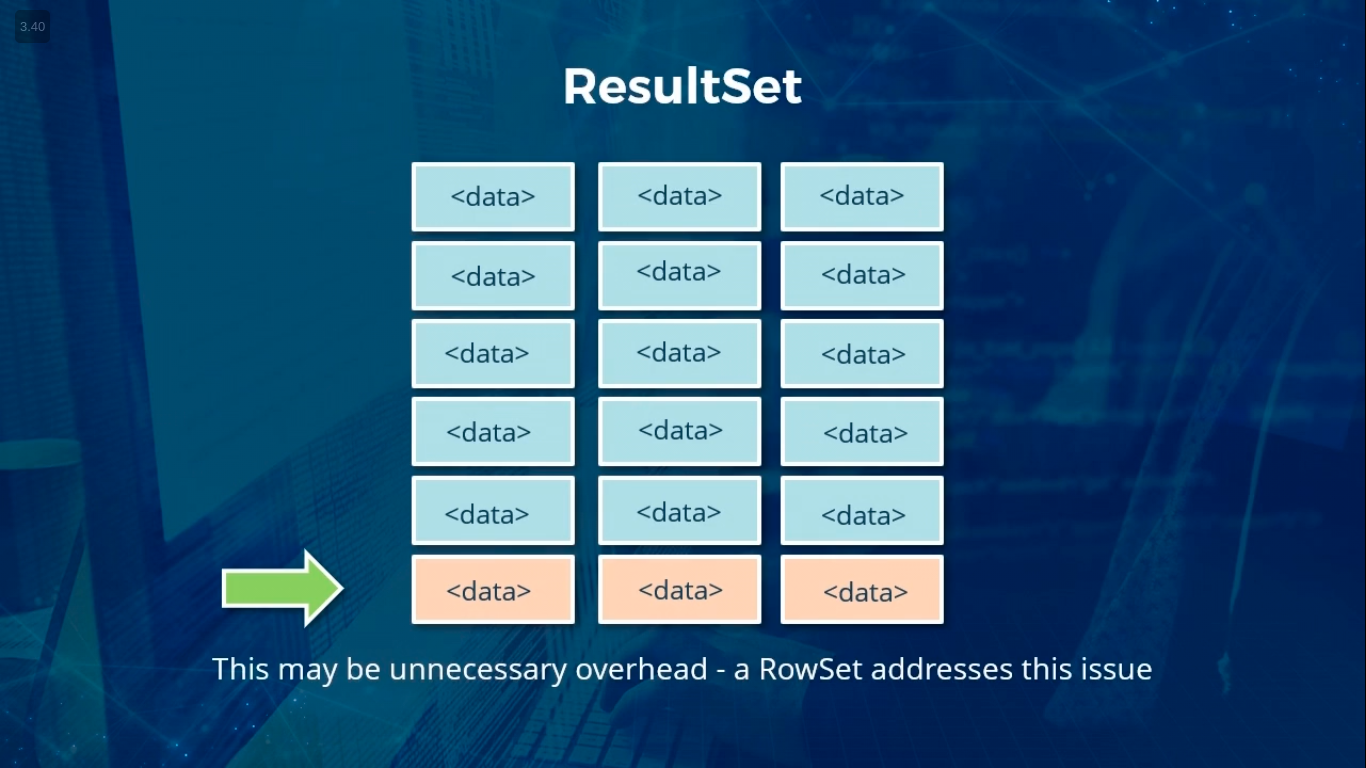 3.40
ResultSet
<data> <data> <data>
<data> <data> <data>
<data> <data> <data>
<data> <data> <data>
<data> <data> <data>
<data> <data> <data>
This may be unnecessary overhead - a RowSet addresses this issue